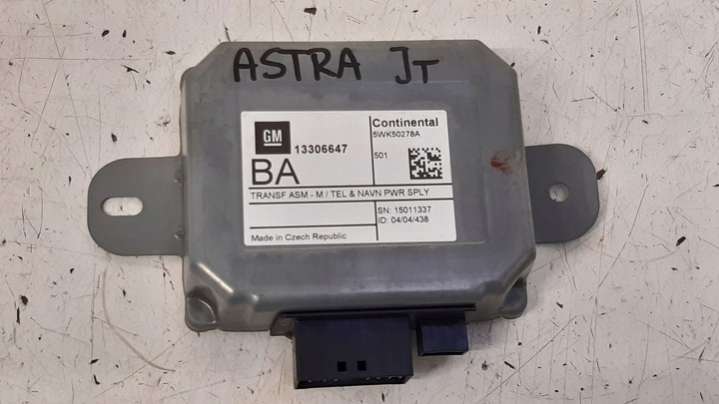 ASTRA JT
GM
13306647
Continental
5WK50278A
BA
501
TRANSF ASM - M / TEL & NAVN PWR SPLY
SN: 15011337
ID: 04/04/438
Made in Czech Republic